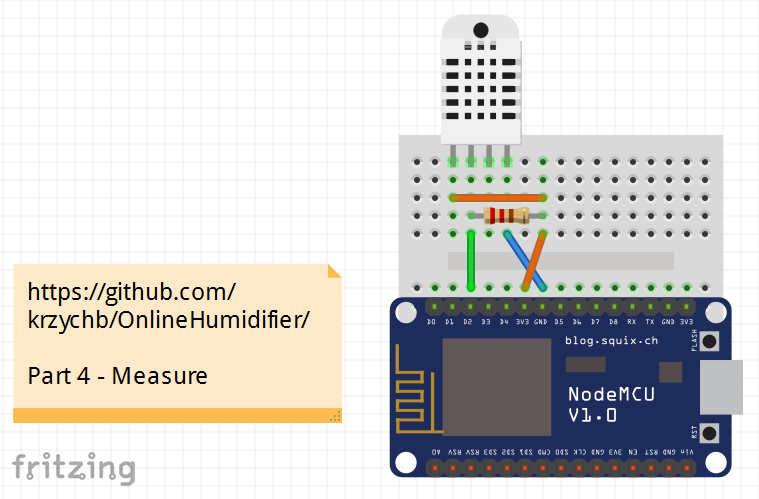 https://github.com/
krzychb/OnlineHumidifier/
Part 4 - Measure
D0 D1 D2 D3 D4 3V3 GND D5 D6 D7 D8 RX TX GND 3V3
blog.squix.ch
FLASH
NodeMCU
V1.0
RST
A0 RSV RSV SD3 SD2 SD1 CMD SD0 CLK GND 3V3 EN RST GND Vin
fritzing